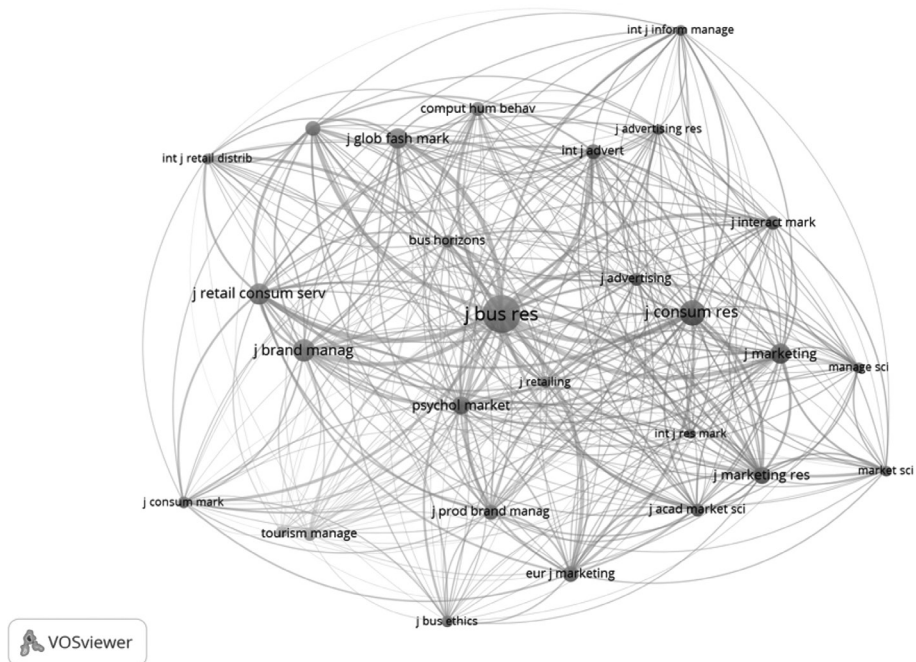 int j inform manage
comput hum behav
j advertising res
j glob fash mark
int j advert
int j retail distrib
j interact mark
bus horizons
j advertising
j retail consum serv
j bus res
j consum res
j brand manag
j marketing
manage sci
j retailing
psychol market
int j res mark
market sci
j marketing res
j consum mark
j prod brand manag
j acad market sci
tourism manage
eur j marketing
j bus ethics
VOSviewer